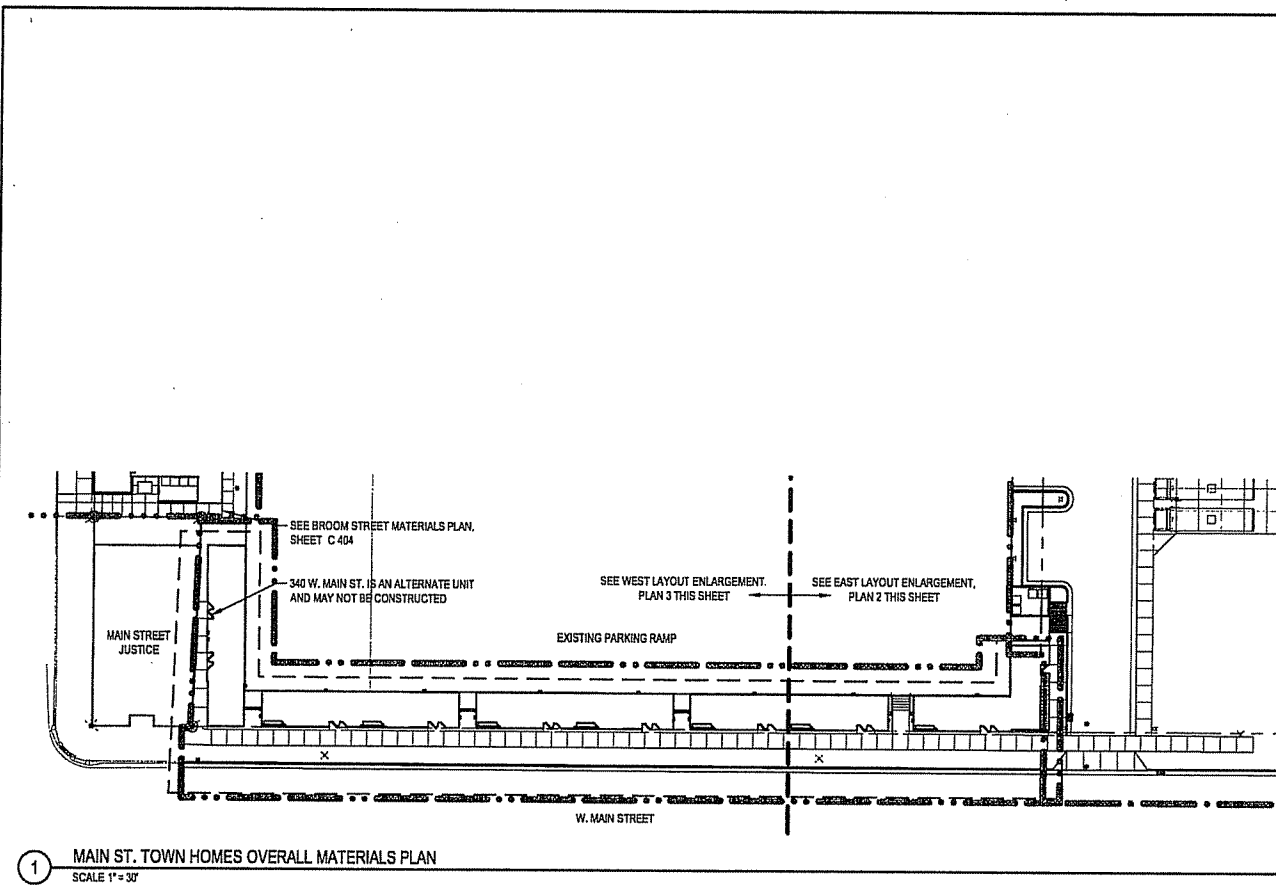 SEE BROOM STREET MATERIALS PLAN,
SHEET C 404
340 W. MAIN ST. IS AN ALTERNATE UNIT
AND MAY NOT BE CONSTRUCTED
MAIN STREET
JUSTICE
SEE WEST LAYOUT ENLARGEMENT.
PLAN 3 THIS SHEET
SEE EAST LAYOUT ENLARGEMENT,
PLAN 2 THIS SHEET
EXISTING PARKING RAMP
W. MAIN STREET
1 MAIN ST. TOWN HOMES OVERALL MATERIALS PLAN
SCALE 1" = 30'